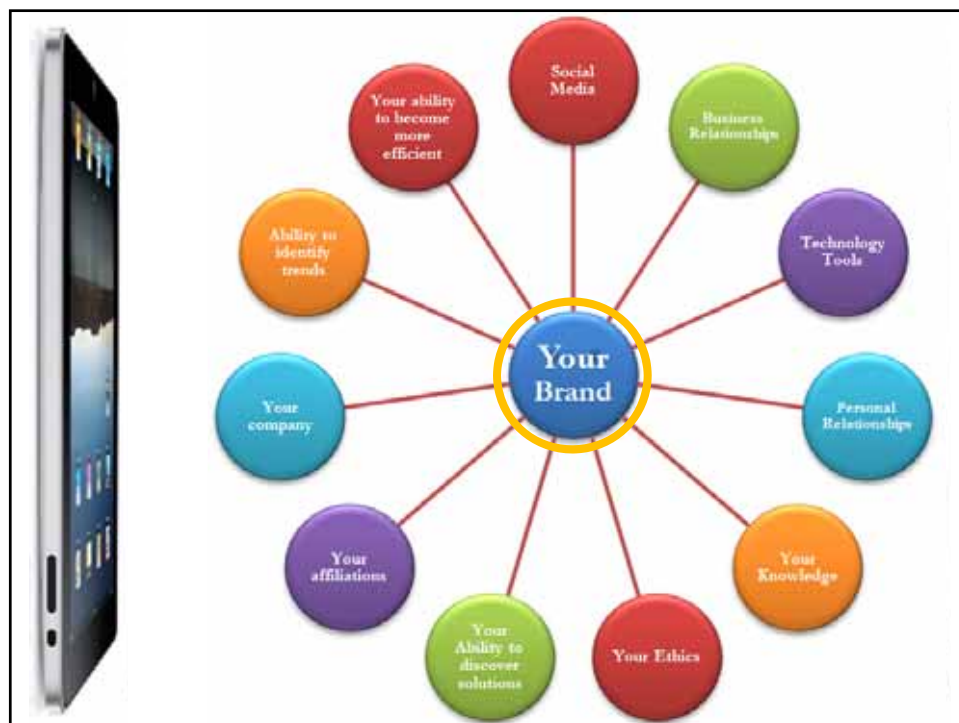 Social
Media
Business
Relationships
Technology
Tools
Personal
Relationships
Your
Knowledge
Your Ethics
Your
Ability to
discover
solutions
Your
affiliations
Your
company
Ability to
identify
trends
Your ability
to become
more
efficient
Your
Brand